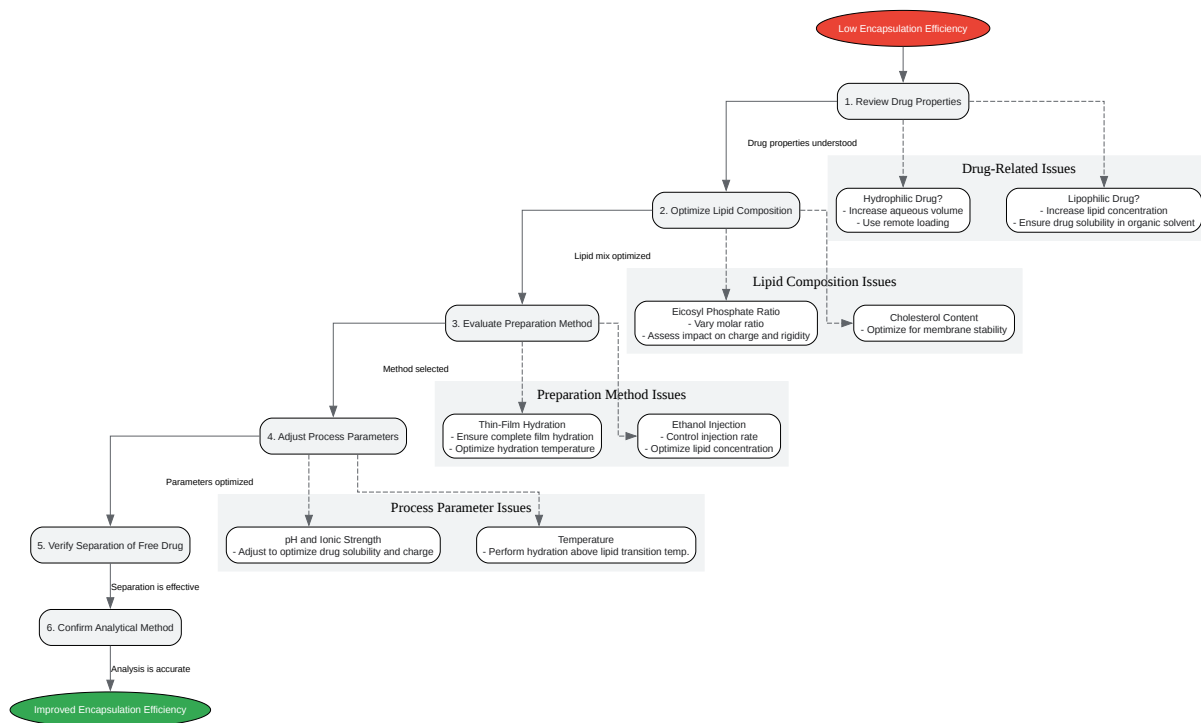 Low Encapsulation Efficiency
1. Review Drug Properties
Drug properties understood
Drug-Related Issues
Hydrophilic Drug?
- Increase aqueous volume
- Use remote loading
Lipophilic Drug?
- Increase lipid concentration
- Ensure drug solubility in organic solvent
2. Optimize Lipid Composition
Lipid mix optimized
Lipid Composition Issues
Eicosyl Phosphate Ratio
- Vary molar ratio
- Assess impact on charge and rigidity
Cholesterol Content
- Optimize for membrane stability
3. Evaluate Preparation Method
Method selected
Preparation Method Issues
Thin-Film Hydration
- Ensure complete film hydration
- Optimize hydration temperature
Ethanol Injection
- Control injection rate
- Optimize lipid concentration
4. Adjust Process Parameters
Parameters optimized
Process Parameter Issues
pH and Ionic Strength
- Adjust to optimize drug solubility and charge
Temperature
- Perform hydration above lipid transition temp.
5. Verify Separation of Free Drug
Separation is effective
6. Confirm Analytical Method
Analysis is accurate
Improved Encapsulation Efficiency